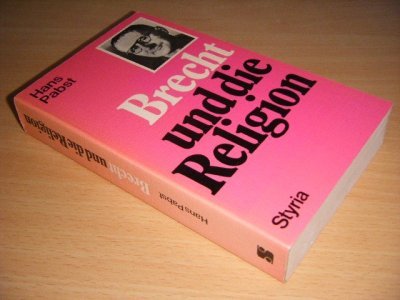 Hans
Pabst
Brecht
und die
Religion
Styria
Brecht und die Religion
Hans Pabst
S